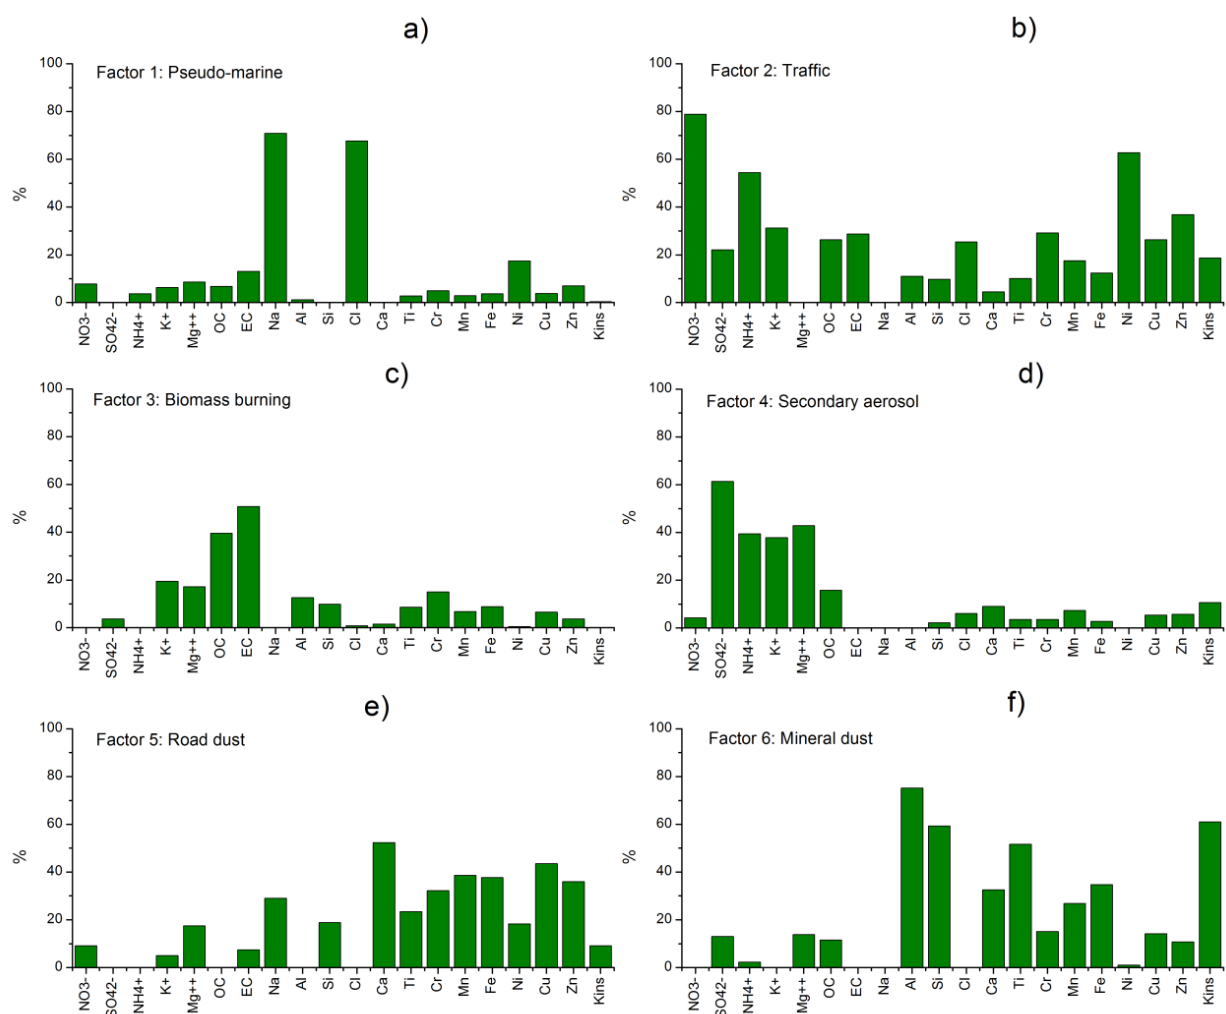 a)
Factor 1: Pseudo-marine
%
100
80
60
40
20
0
NO3-
SO42-
NH4+
K+
Mg++
OC
EC
Na
Al
Si
Cl
Ca
Ti
Cr
Mn
Fe
Ni
Cu
Zn
Kins
b)
Factor 2: Traffic
%
100
80
60
40
20
0
NO3-
SO42-
NH4+
K+
Mg++
OC
EC
Na
Al
Si
Cl
Ca
Ti
Cr
Mn
Fe
Ni
Cu
Zn
Kins
c)
Factor 3: Biomass burning
%
100
80
60
40
20
0
NO3-
SO42-
NH4+
K+
Mg++
OC
EC
Na
Al
Si
Cl
Ca
Ti
Cr
Mn
Fe
Ni
Cu
Zn
Kins
d)
Factor 4: Secondary aerosol
%
100
80
60
40
20
0
NO3-
SO42-
NH4+
K+
Mg++
OC
EC
Na
Al
Si
Cl
Ca
Ti
Cr
Mn
Fe
Ni
Cu
Zn
Kins
e)
Factor 5: Road dust
%
100
80
60
40
20
0
NO3-
SO42-
NH4+
K+
Mg++
OC
EC
Na
Al
Si
Cl
Ca
Ti
Cr
Mn
Fe
Ni
Cu
Zn
Kins
f)
Factor 6: Mineral dust
%
100
80
60
40
20
0
NO3-
SO42-
NH4+
K+
Mg++
OC
EC
Na
Al
Si
Cl
Ca
Ti
Cr
Mn
Fe
Ni
Cu
Zn
Kins